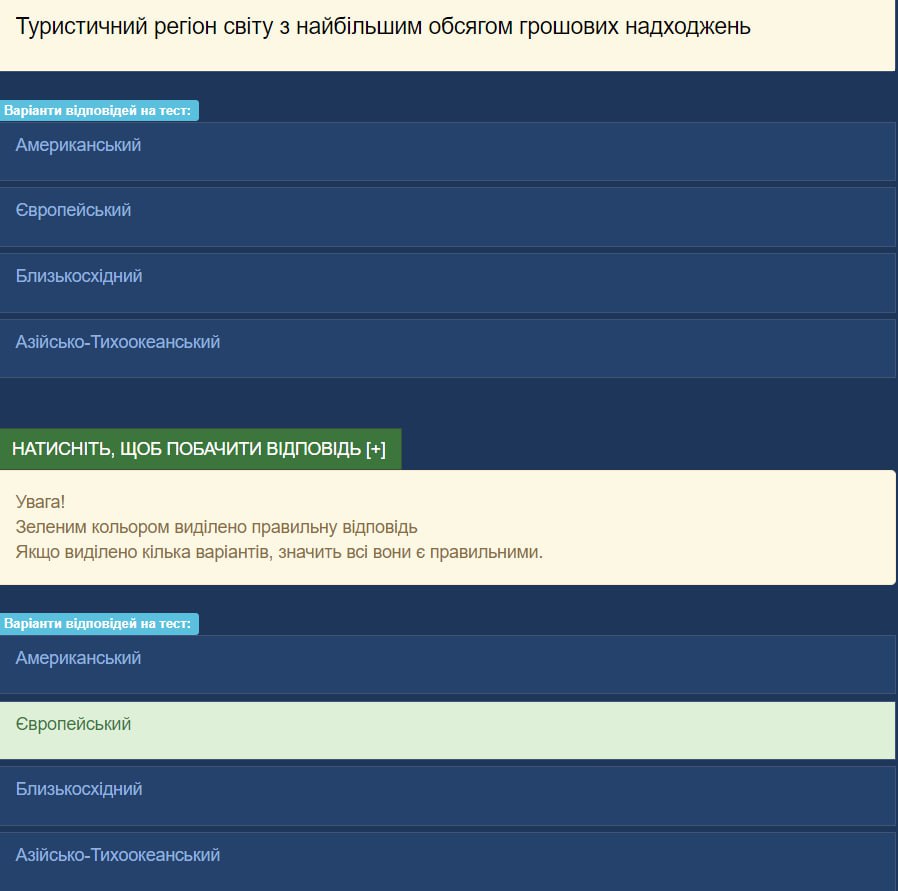 Туристичний регіон світу з найбільшим обсягом грошових надходжень
Варіанти відповідей на тест:
Американський
Європейський
Близькосхідний
Азійсько-Тихоокеанський
НАТИСНІТЬ, ЩОБ ПОБАЧИТИ ВІДПОВІДЬ [+]
Увага!
Зеленим кольором виділено правильну відповідь
Якщо виділено кілька варіантів, значить всі вони є правильними.
Варіанти відповідей на тест:
Американський
Європейський
Близькосхідний
Азійсько-Тихоокеанський